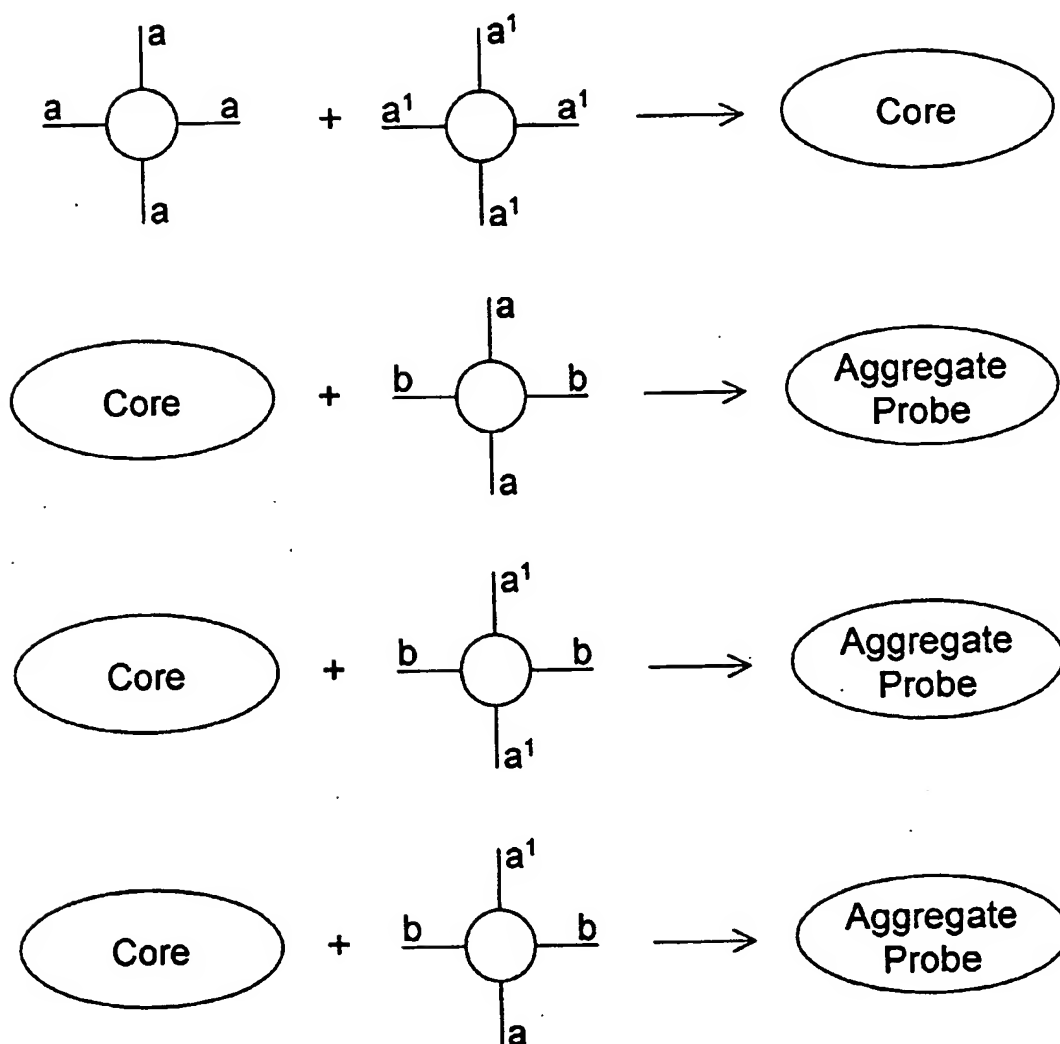 a a¹
a a + a¹ a¹ → Core
a a¹
a
Core + b b → Aggregate Probe
a
a¹
Core + b b → Aggregate Probe
a¹
a¹
Core + b b → Aggregate Probe
a